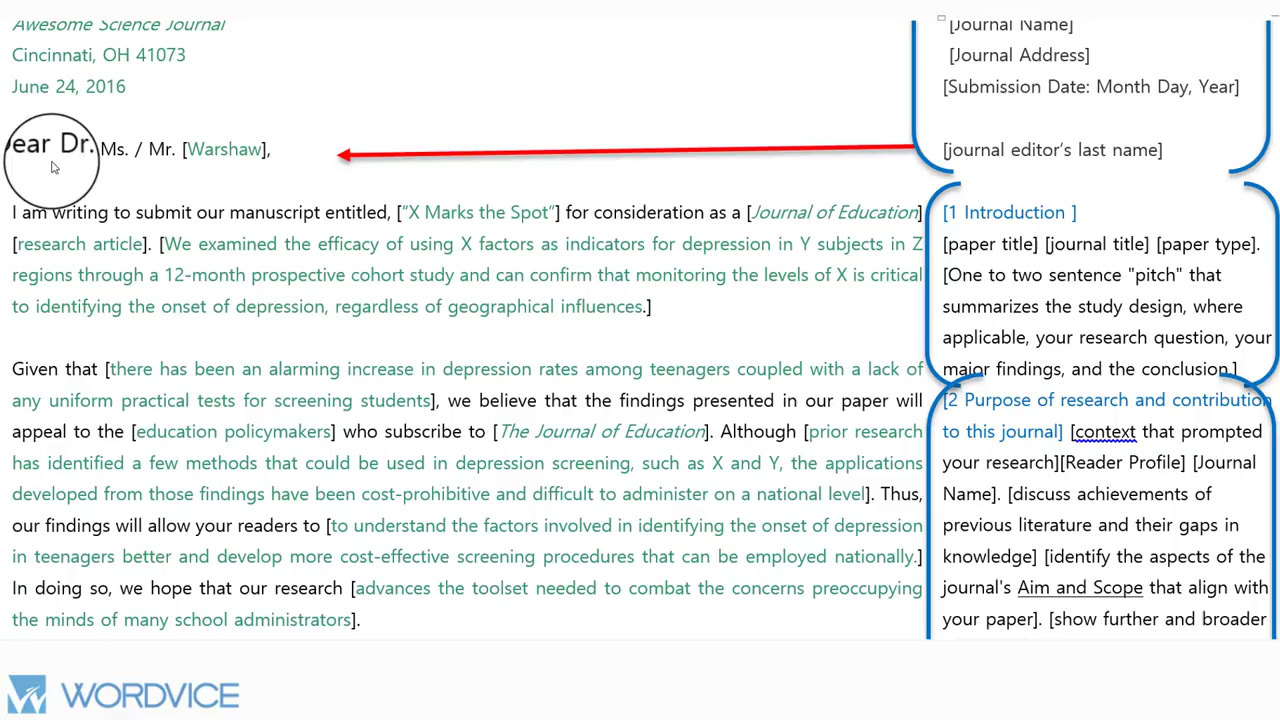 Awesome Science Journal
Cincinnati, OH 41073
June 24, 2016
Dear Dr. Ms. / Mr. [Warshaw],
I am writing to submit our manuscript entitled, ["X Marks the Spot"] for consideration as a [Journal of Education]
[research article]. [We examined the efficacy of using X factors as indicators for depression in Y subjects in Z
regions through a 12-month prospective cohort study and can confirm that monitoring the levels of X is critical
to identifying the onset of depression, regardless of geographical influences.]
Given that [there has been an alarming increase in depression rates among teenagers coupled with a lack of
any uniform practical tests for screening students], we believe that the findings presented in our paper will
appeal to the [education policymakers] who subscribe to [The Journal of Education]. Although [prior research
has identified a few methods that could be used in depression screening, such as X and Y, the applications
developed from those findings have been cost-prohibitive and difficult to administer on a national level]. Thus,
our findings will allow your readers to [to understand the factors involved in identifying the onset of depression
in teenagers better and develop more cost-effective screening procedures that can be employed nationally.]
In doing so, we hope that our research [advances the toolset needed to combat the concerns preoccupying
the minds of many school administrators].
[Journal Name]
[Journal Address]
[Submission Date: Month Day, Year]
[journal editor's last name]
[1 Introduction ]
[paper title] [journal title] [paper type].
[One to two sentence "pitch" that
summarizes the study design, where
applicable, your research question, your
major findings, and the conclusion.]
[2 Purpose of research and contribution
to this journal] [context that prompted
your research][Reader Profile] [Journal
Name]. [discuss achievements of
previous literature and their gaps in
knowledge] [identify the aspects of the
journal's Aim and Scope that align with
your paper]. [show further and broader
WORDVICE